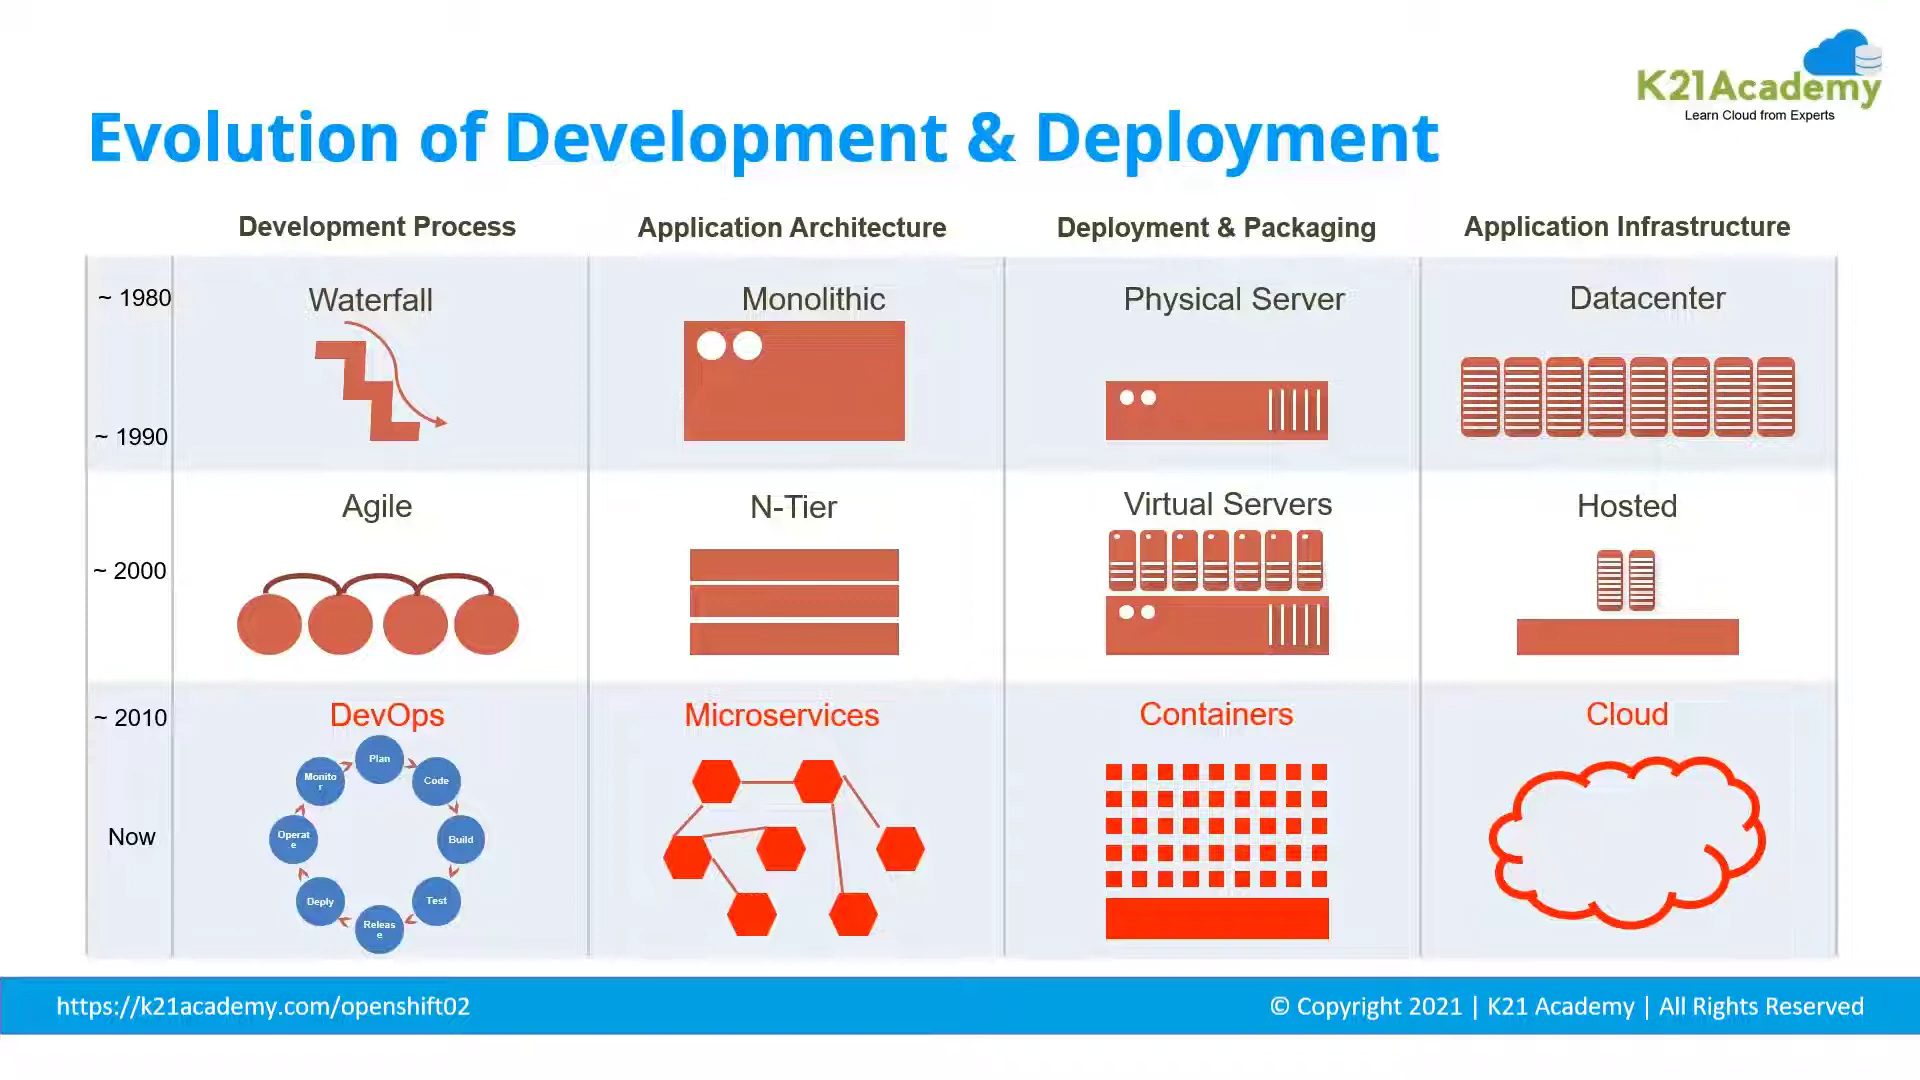 K21Academy
Learn Cloud from Experts
Evolution of Development & Deployment
Development Process
Application Architecture
Deployment & Packaging
Application Infrastructure
~ 1980
Waterfall
Monolithic
Physical Server
Datacenter
~ 1990
Agile
N-Tier
Virtual Servers
Hosted
~ 2000
~ 2010
DevOps
Microservices
Containers
Cloud
Plan
Code
Build
Test
Releas
e
Deply
Operat
e
Monito
r
Now
https://k21academy.com/openshift02
© Copyright 2021 | K21 Academy | All Rights Reserved